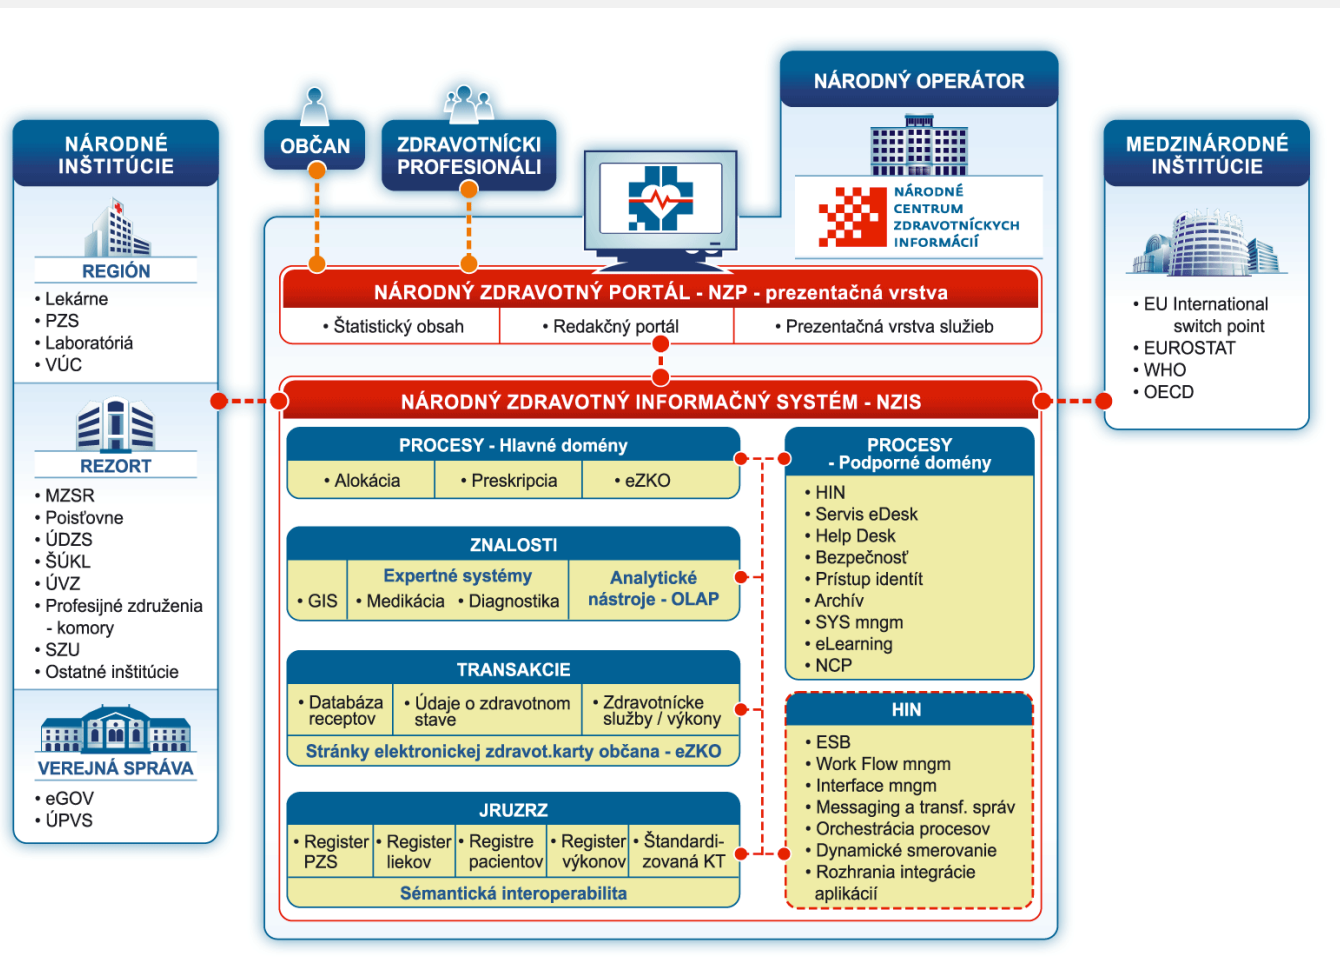 NÁRODNÝ OPERÁTOR
NÁRODNÉ
CENTRUM
ZDRAVOTNÍCKYCH
INFORMÁCIÍ
OBČAN
ZDRAVOTNÍCKI
PROFESIONÁLI
NÁRODNÉ
INŠTITÚCIE
REGIÓN
• Lekárne
• PZS
• Laboratóriá
• VÚC
REZORT
• MZSR
• Poisťovne
• ÚDZS
• ŠÚKL
• ÚVZ
• Profesijné združenia
- komory
• SZU
• Ostatné inštitúcie
VEREJNÁ SPRÁVA
• eGOV
• ÚPVS
NÁRODNÝ ZDRAVOTNÝ PORTÁL - NZP - prezentačná vrstva
• Štatistický obsah
• Redakčný portál
• Prezentačná vrstva služieb
NÁRODNÝ ZDRAVOTNÝ INFORMAČNÝ SYSTÉM - NZIS
PROCESY - Hlavné domény
• Alokácia
• Preskripcia
• eZKO
ZNALOSTI
• GIS
Expertné systémy
• Medikácia • Diagnostika
Analytické
nástroje - OLAP
TRANSAKCIE
• Databáza
receptov
• Údaje o zdravotnom
stave
• Zdravotnícke
služby / výkony
Stránky elektronickej zdravot.karty občana - eZKO
JRUZRZ
• Register
PZS
• Register
liekov
• Registre
pacientov
• Register
výkonov
• Štandardi-
zovaná KT
Sémantická interoperabilita
PROCESY
- Podporné domény
• HIN
• Servis eDesk
• Help Desk
• Bezpečnosť
• Prístup identít
• Archív
• SYS mngm
• eLearning
• NCP
HIN
• ESB
• Work Flow mngm
• Interface mngm
• Messaging a transf. správ
• Orchestrácia procesov
• Dynamické smerovanie
• Rozhrania integrácie
aplikácií
MEDZINÁRODNÉ
INŠTITÚCIE
• EU International
switch point
• EUROSTAT
• WHO
• OECD